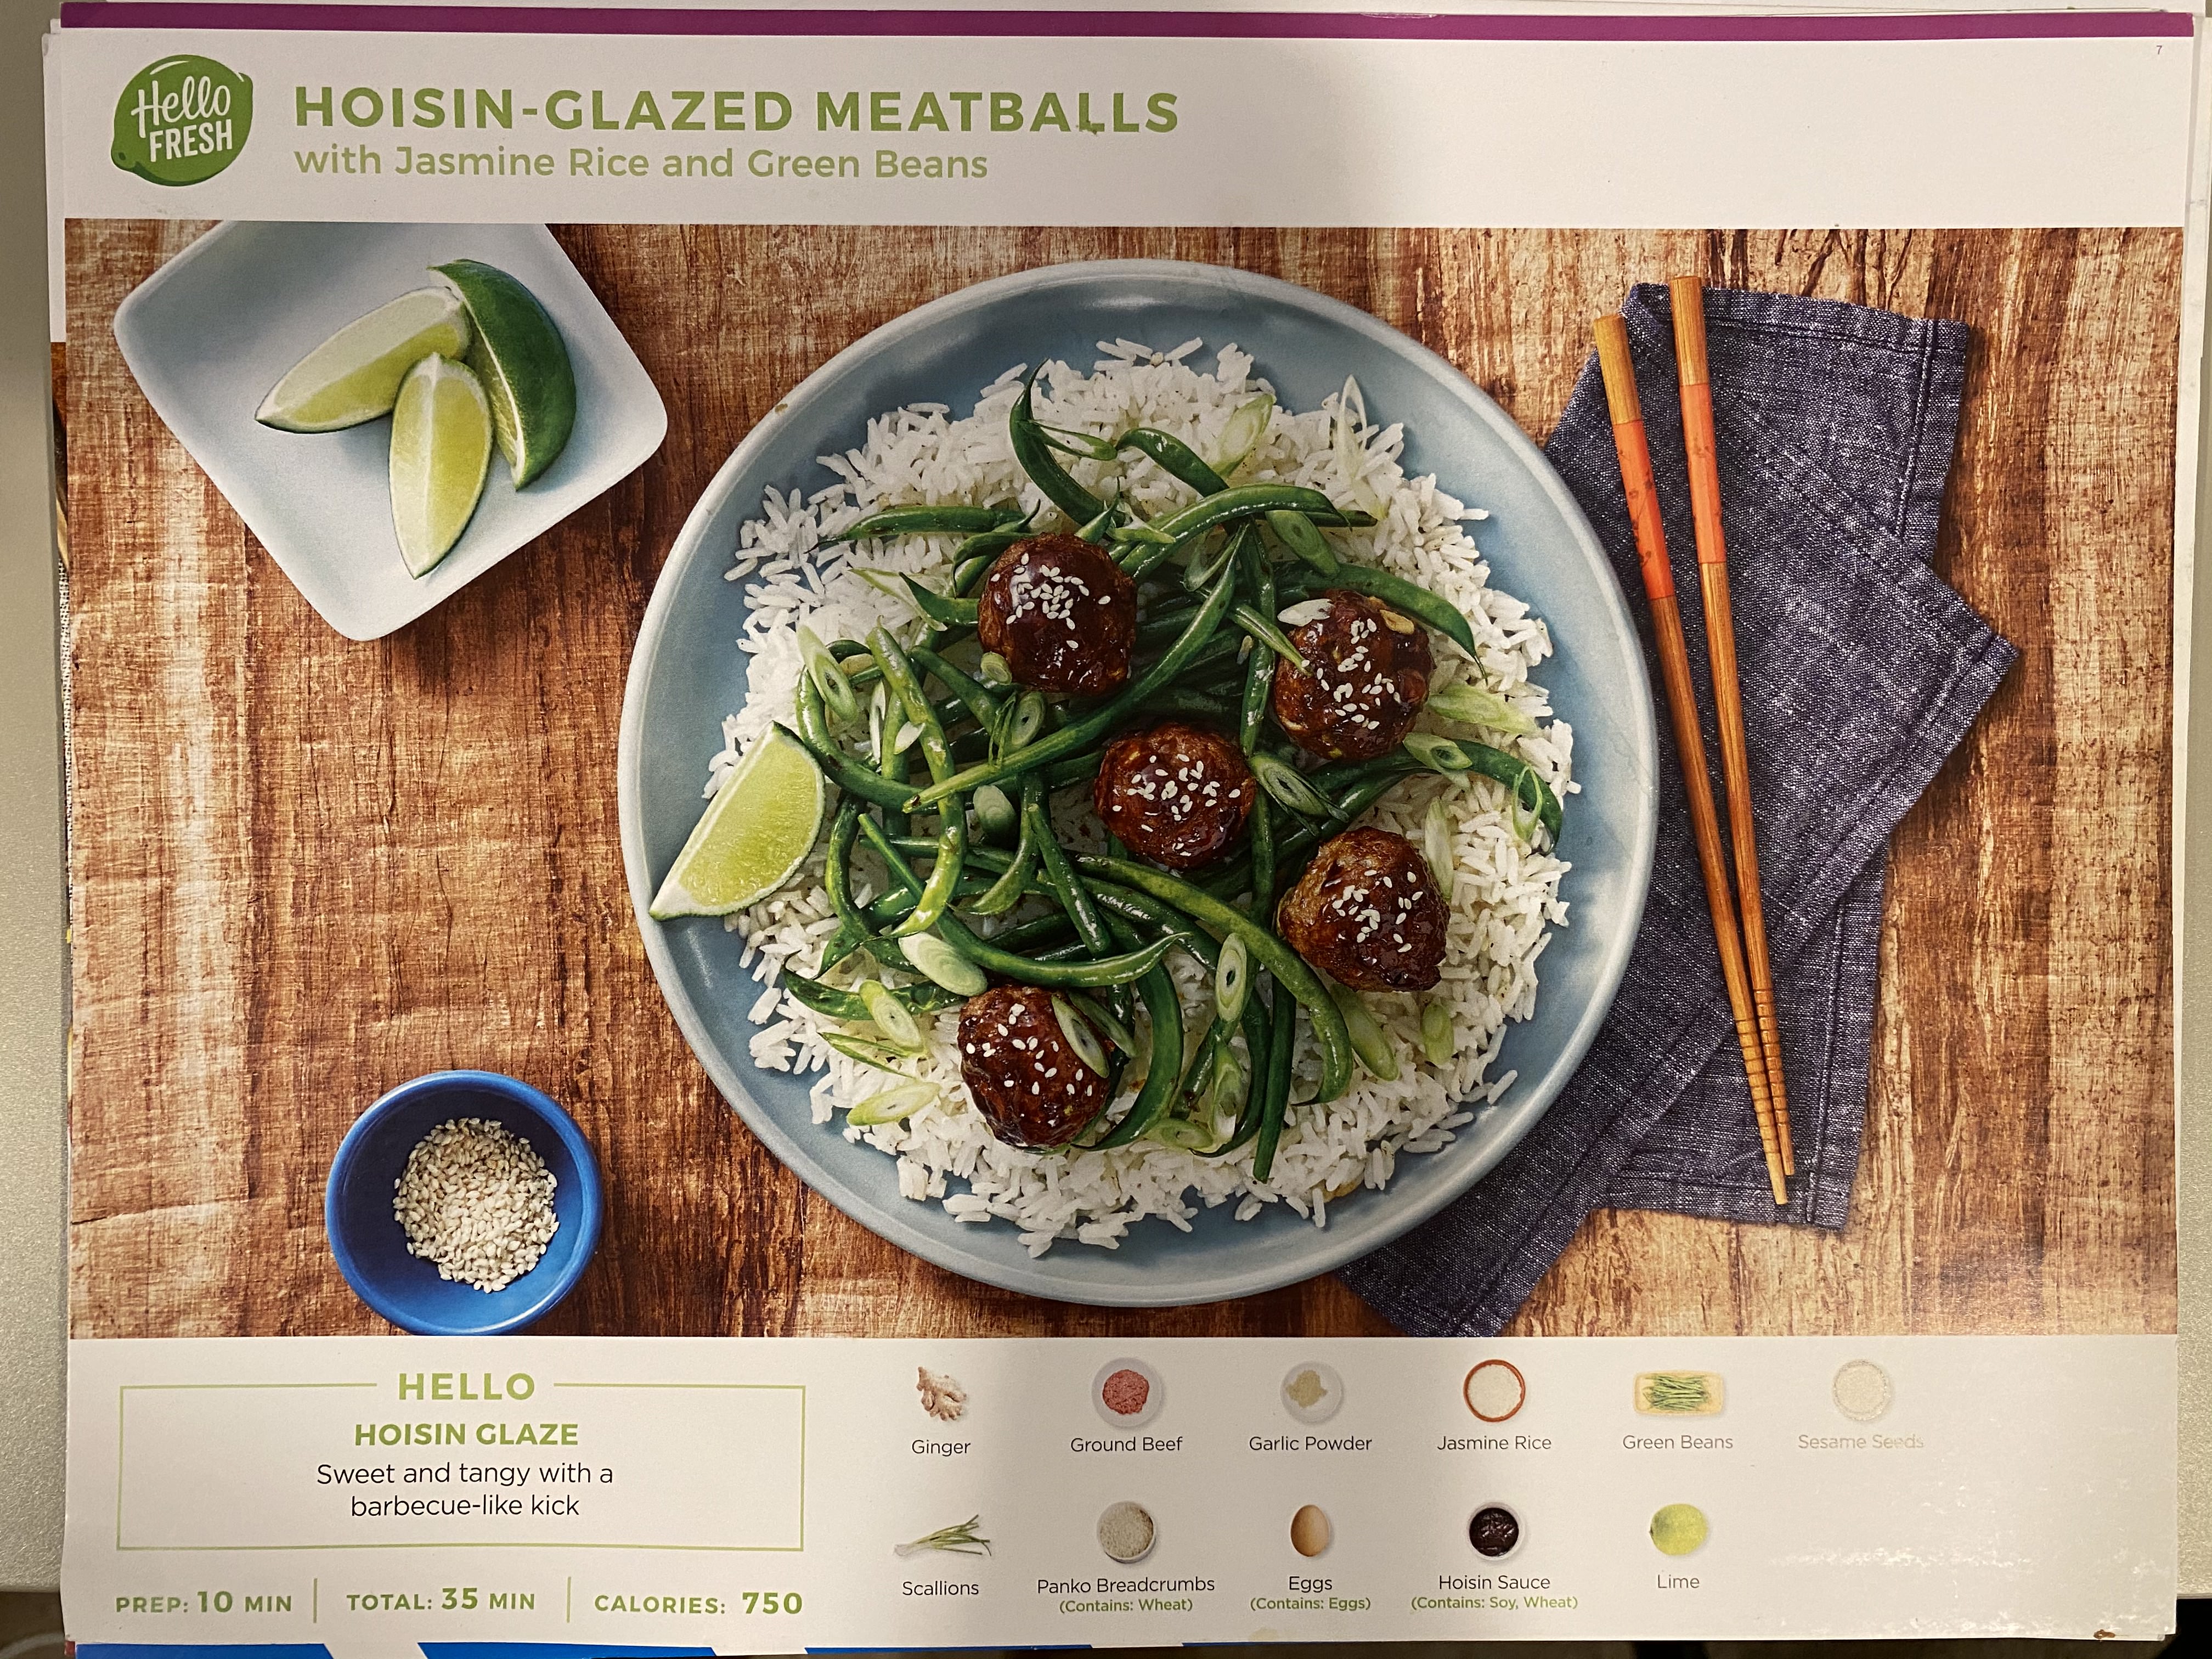 7
Hello
FRESH
HOISIN-GLAZED MEATBALLS
with Jasmine Rice and Green Beans
HELLO
HOISIN GLAZE
Sweet and tangy with a
barbecue-like kick
PREP: 10 MIN
TOTAL: 35 MIN
CALORIES: 750
Ginger
Ground Beef
Garlic Powder
Jasmine Rice
Green Beans
Sesame Seeds
Scallions
Panko Breadcrumbs
(Contains: Wheat)
Eggs
(Contains: Eggs)
Hoisin Sauce
(Contains: Soy, Wheat)
Lime